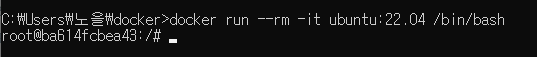 C:₩Users₩노을₩docker>docker run --rm -it ubuntu:22.04 /bin/bash
root@ba614fcbea43:/#